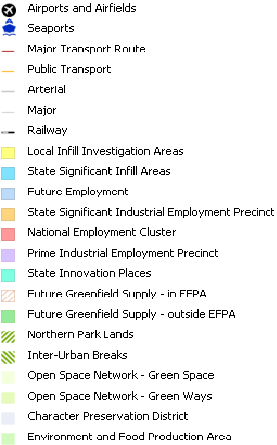 Airports and Airfields
Seaports
Major Transport Route
Public Transport
Arterial
Major
Railway
Local Infill Investigation Areas
State Significant Infill Areas
Future Employment
State Significant Industrial Employment Precinct
National Employment Cluster
Prime Industrial Employment Precinct
State Innovation Places
Future Greenfield Supply - in EFPA
Future Greenfield Supply - outside EFPA
Northern Park Lands
Inter-Urban Breaks
Open Space Network - Green Space
Open Space Network - Green Ways
Character Preservation District
Environment and Food Production Area